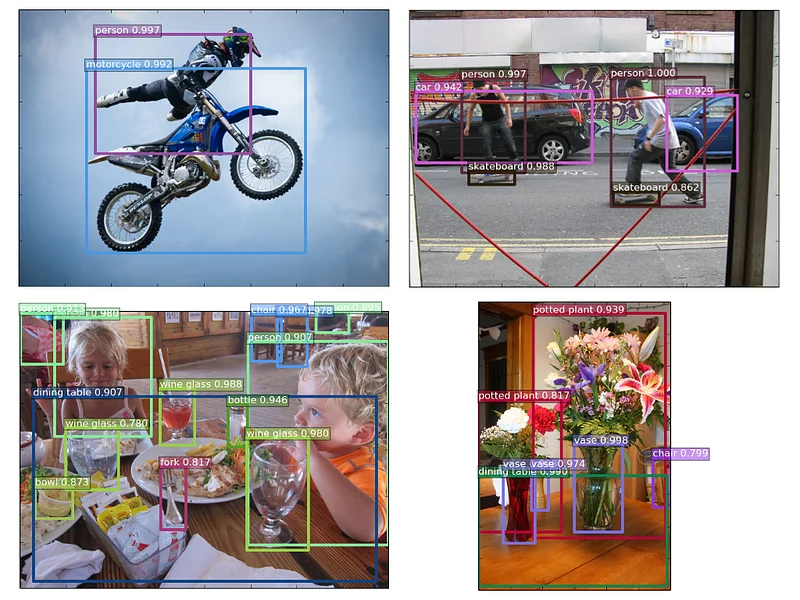 person 0.997
motorcycle 0.992
person 0.997
person 1.000
car 0.942
car 0.929
skateboard 0.988
skateboard 0.862
0.980
chair 0.967
person 0.907
wine glass 0.988
dining table 0.907
bottle 0.946
wine glass 0.780
wine glass 0.980
fork 0.817
bowl 0.873
potted plant 0.939
potted plant 0.817
vase 0.998
chair 0.799
vase
vase 0.974
dining table 0.990